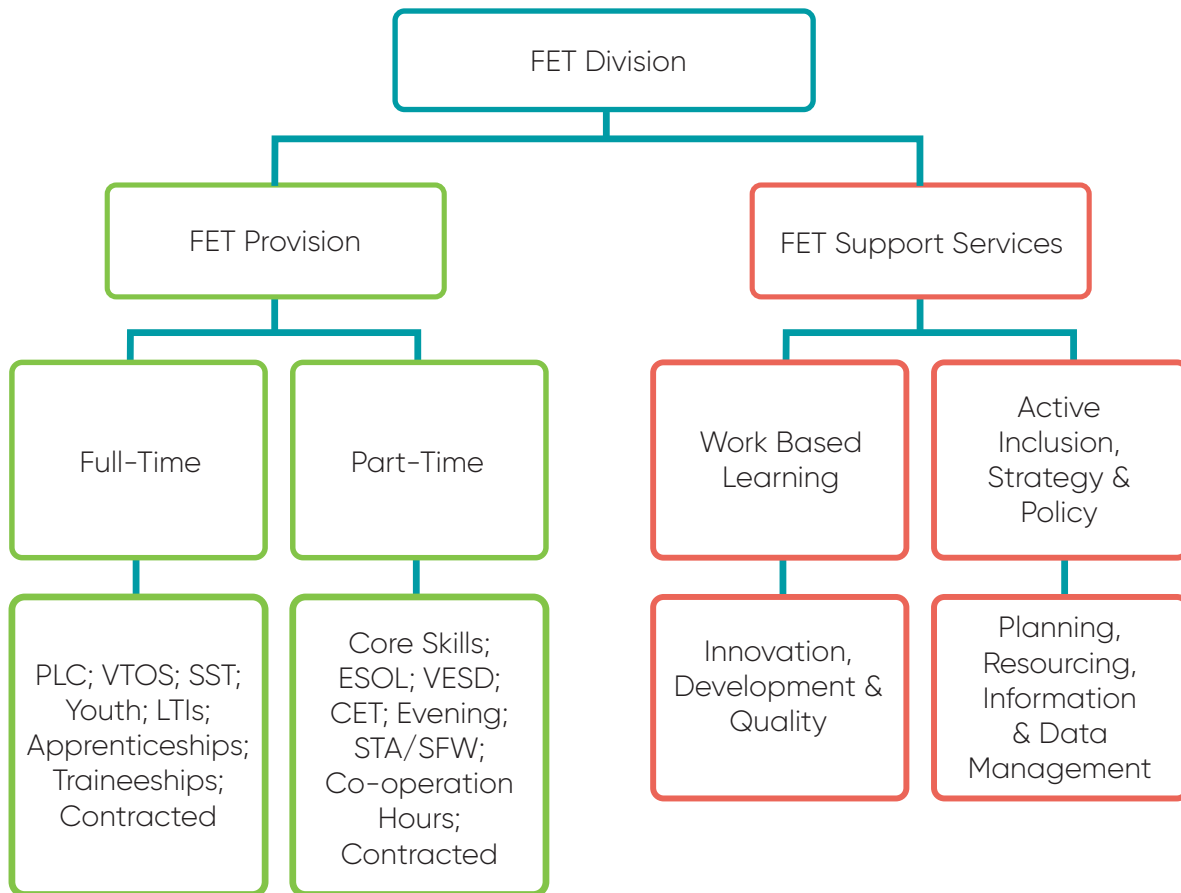 FET Division
FET Provision
FET Support Services
Full-Time
Part-Time
Work Based
Learning
Active
Inclusion,
Strategy &
Policy
PLC; VTOS; SST;
Youth; LTIs;
Apprenticeships;
Traineeships;
Contracted
Core Skills;
ESOL; VESD;
CET; Evening;
STA/SFW;
Co-operation
Hours;
Contracted
Innovation,
Development &
Quality
Planning,
Resourcing,
Information
& Data
Management